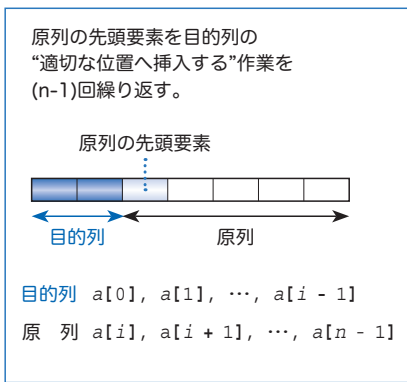 原列の先頭要素を目的列の
“適切な位置へ挿入する”作業を
(n-1)回繰り返す。
原列の先頭要素
目的列 原列
目的列 a[0], a[1], …, a[i - 1]
原 列 a[i], a[i + 1], …, a[n - 1]